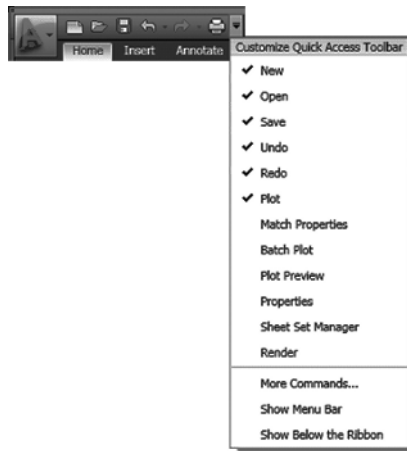 Home Insert Annotate
Customize Quick Access Toolbar
New
Open
Save
Undo
Redo
Plot
Match Properties
Batch Plot
Plot Preview
Properties
Sheet Set Manager
Render
More Commands...
Show Menu Bar
Show Below the Ribbon